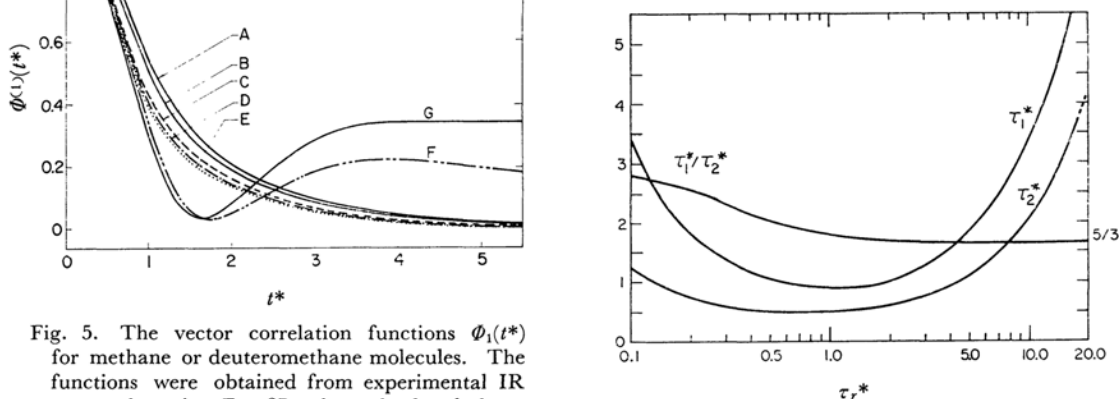 0.6
0.4
0.2
0
Φ⁽¹⁾(t*)
A
B
C
D
E
G
F
0 1 2 3 4 5
t*
Fig. 5. The vector correlation functions Φ₁(t*)
for methane or deuteromethane molecules. The
functions were obtained from experimental IR
5
4
3
2
1
0
τ₁*
τ₁*/τ₂*
τ₂*
5/3
0.1 0.5 1.0 5.0 10.0 20.0
τᵣ*